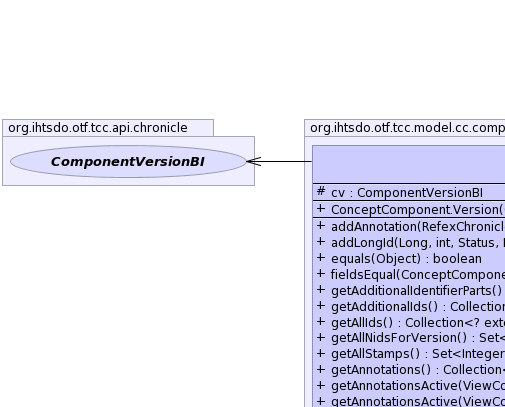 org.ihtsdo.otf.tcc.api.chronicle
ComponentVersionBI
org.ihtsdo.otf.tcc.model.cc.comp
# cv : ComponentVersionBI
+ ConceptComponent.Version(
+ addAnnotation(RefexChronicl
+ addLongId(Long, int, Status,
+ equals(Object) : boolean
+ fieldsEqual(ConceptCompone
+ getAdditionalIdentifierParts()
+ getAdditionalIds() : Collection
+ getAllIds() : Collection<? exte
+ getAllNidsForVersion() : Set<
+ getAllStamps() : Set<Integer
+ getAnnotations() : Collection<
+ getAnnotationsActive(ViewCo
+ getAnnotationsActive(ViewCo